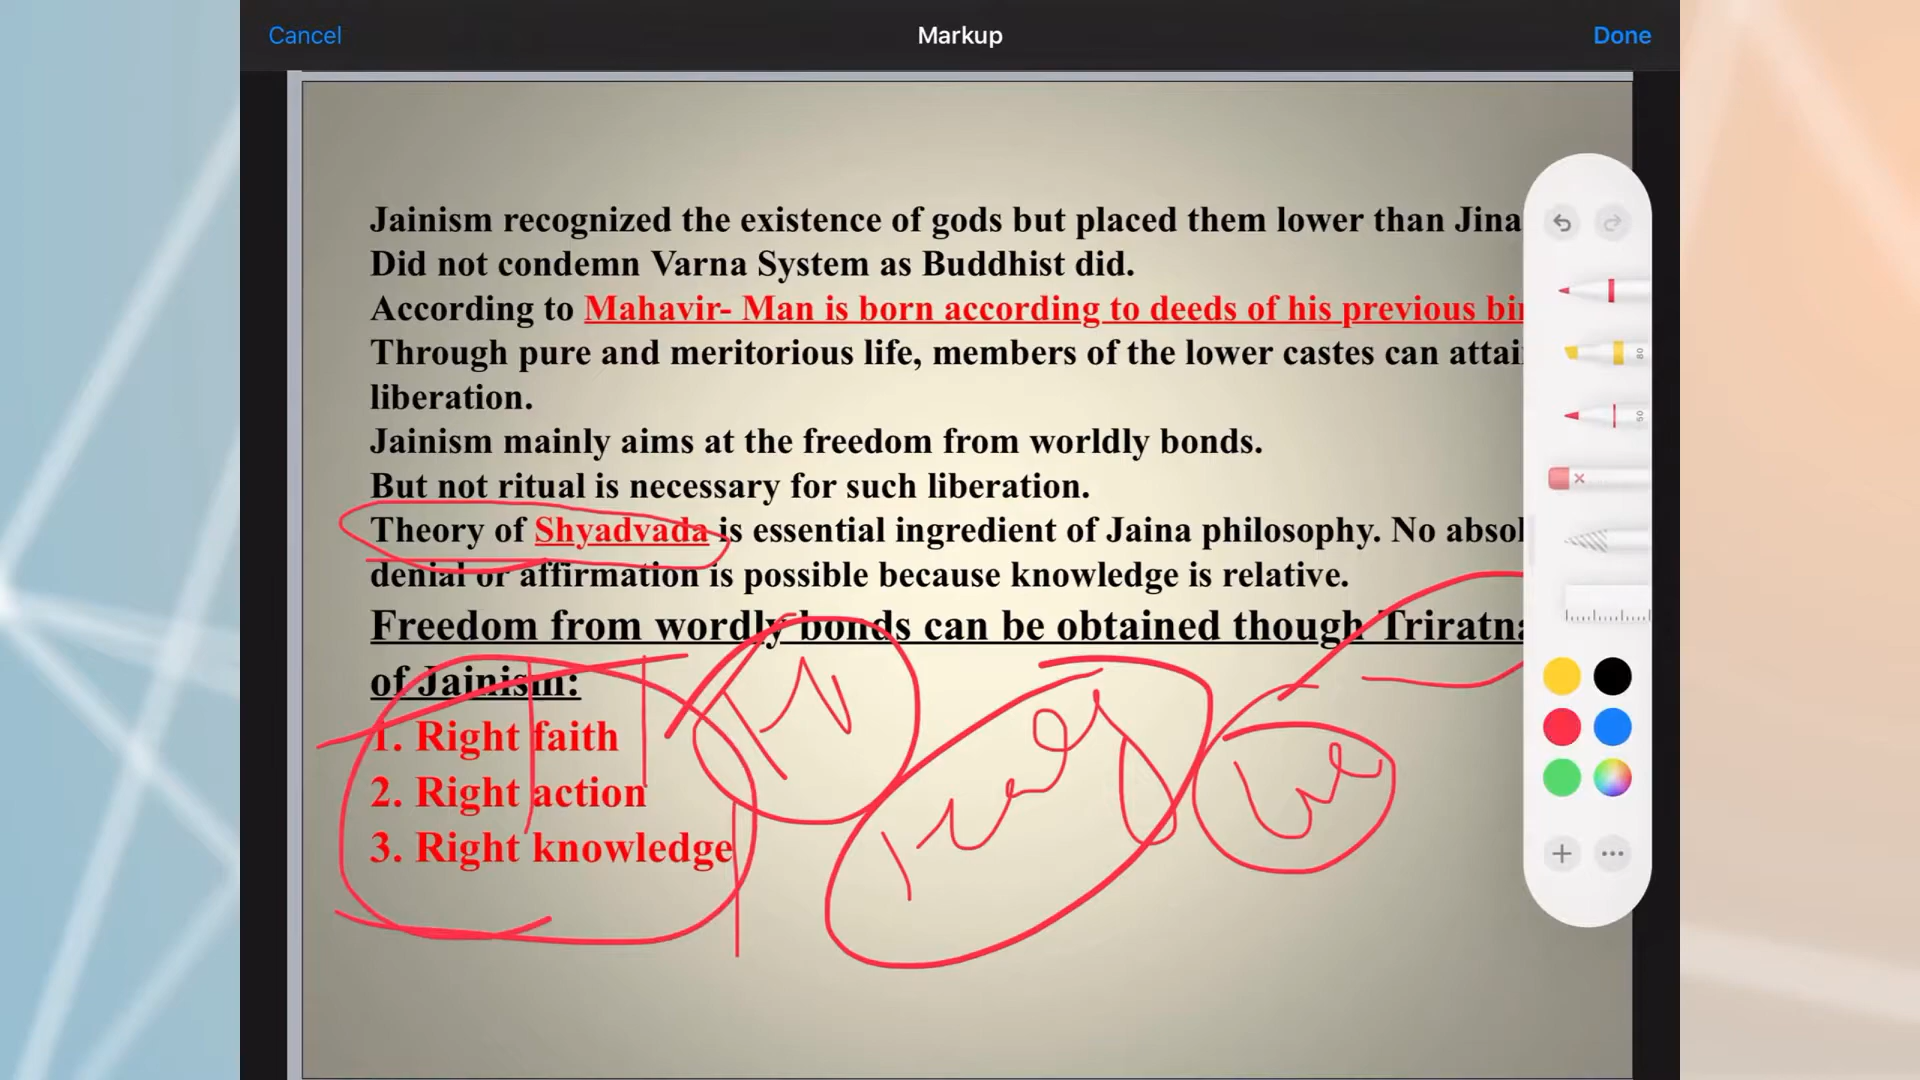 Cancel Markup Done
Jainism recognized the existence of gods but placed them lower than Jina
Did not condemn Varna System as Buddhist did.
According to Mahavir- Man is born according to deeds of his previous bir
Through pure and meritorious life, members of the lower castes can attai
liberation.
Jainism mainly aims at the freedom from worldly bonds.
But not ritual is necessary for such liberation.
Theory of Shyadvada is essential ingredient of Jaina philosophy. No absol
denial or affirmation is possible because knowledge is relative.
Freedom from wordly bonds can be obtained though Triratna
of Jainism:
1. Right faith
2. Right action
3. Right knowledge
80
50